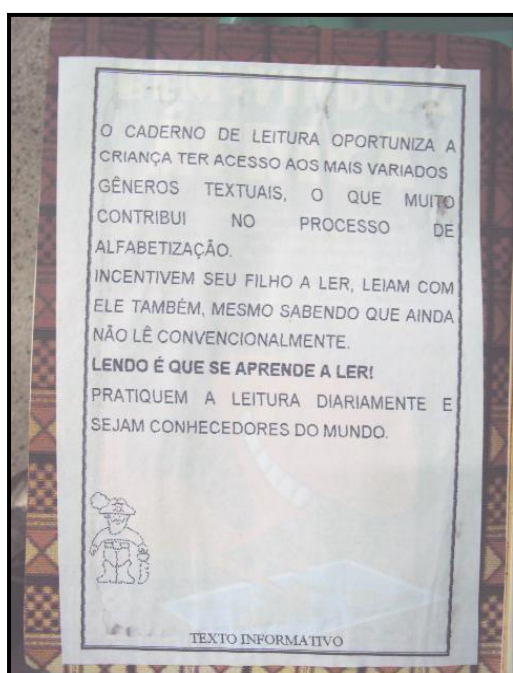 O CADERNO DE LEITURA OPORTUNIZA A
CRIANÇA TER ACESSO AOS MAIS VARIADOS
GÊNEROS TEXTUAIS, O QUE MUITO
CONTRIBUI NO PROCESSO DE
ALFABETIZAÇÃO.
INCENTIVEM SEU FILHO A LER, LEIAM COM
ELE TAMBÉM, MESMO SABENDO QUE AINDA
NÃO LÊ CONVENCIONALMENTE.
LENDO É QUE SE APRENDE A LER!
PRATIQUEM A LEITURA DIARIAMENTE E
SEJAM CONHECEDORES DO MUNDO.
TEXTO INFORMATIVO